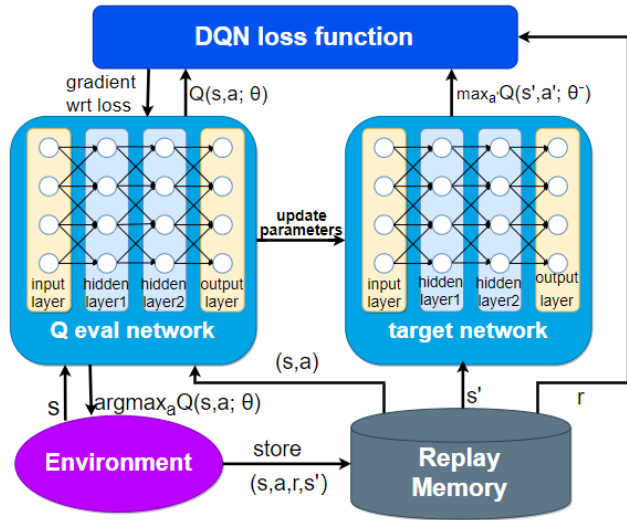 DQN loss function
gradient
wrt loss
Q(s,a; θ)
maxₐ'Q(s',a'; θ⁻)
input
layer
hidden
layer1
hidden
layer2
output
layer
Q eval network
update
parameters
input
layer
hidden
layer1
hidden
layer2
output
layer
target network
s
argmaxₐQ(s,a; θ)
(s,a)
s'
r
Environment
store
(s,a,r,s')
Replay
Memory